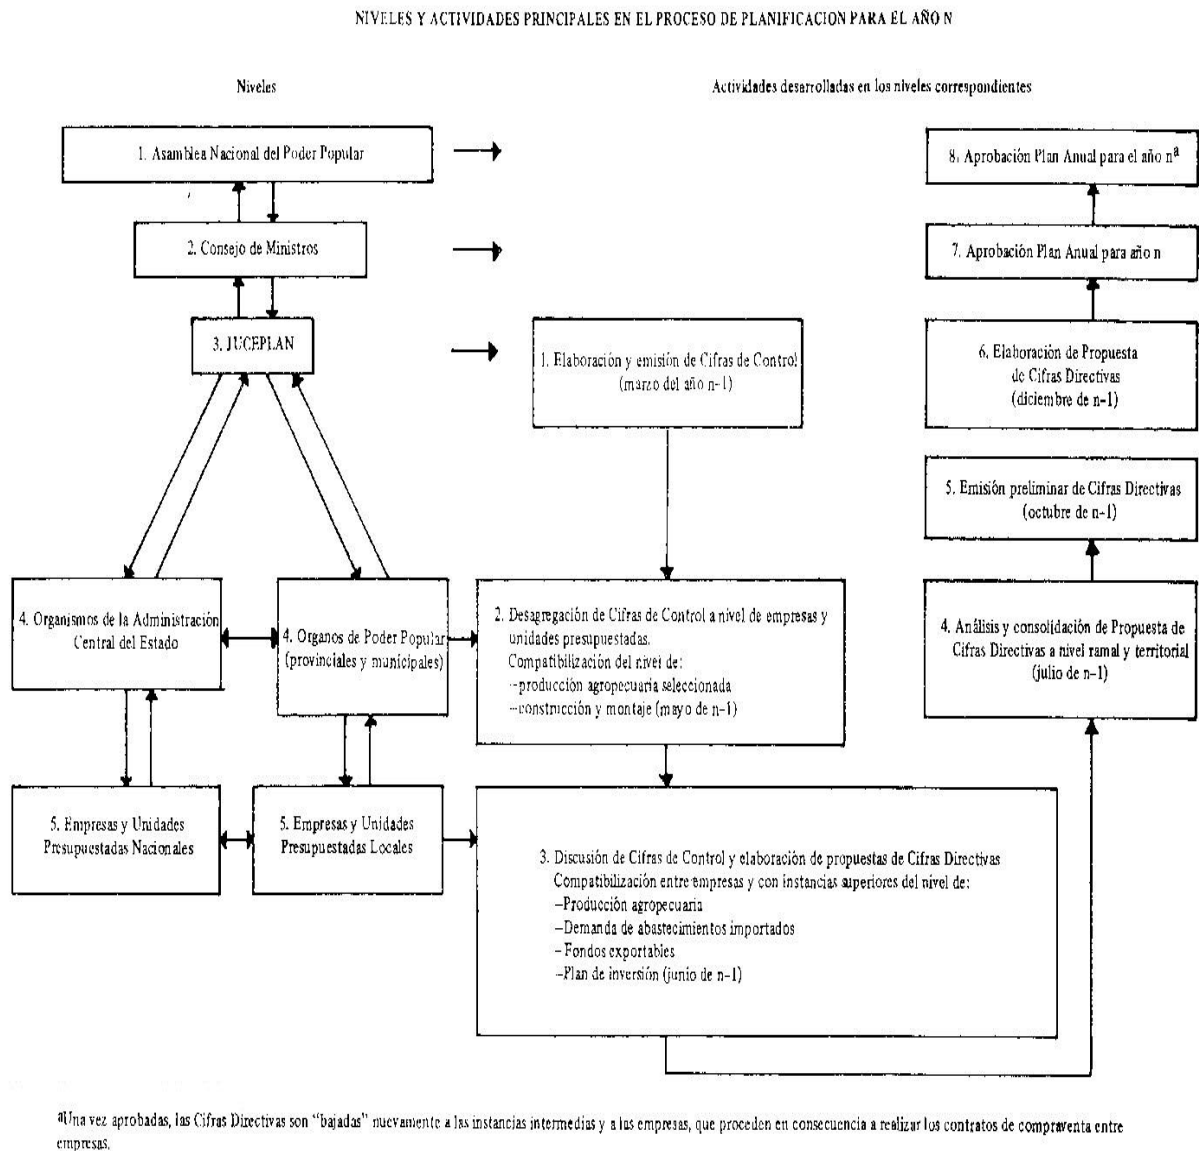 NIVELES Y ACTIVIDADES PRINCIPALES EN EL PROCESO DE PLANIFICACION PARA EL AÑO N
Niveles
Actividades desarrolladas en los niveles correspondientes
1. Asamblea Nacional del Poder Popular
8. Aprobación Plan Anual para el año nª
2. Consejo de Ministros
7. Aprobación Plan Anual para año n
3. JUCEPLAN
1. Elaboración y emisión de Cifras de Control
(marzo del año n-1)
6. Elaboración de Propuesta
de Cifras Directivas
(diciembre de n-1)
5. Emisión preliminar de Cifras Directivas
(octubre de n-1)
4. Organismos de la Administración
Central del Estado
4. Organos de Poder Popular
(provinciales y municipales)
2. Desagregación de Cifras de Control a nivel de empresas y
unidades presupuestadas.
Compatibilización del nivel de:
–producción agropecuaria seleccionada
–construcción y montaje (mayo de n-1)
4. Análisis y consolidación de Propuesta de
Cifras Directivas a nivel ramal y territorial
(julio de n-1)
5. Empresas y Unidades
Presupuestadas Nacionales
5. Empresas y Unidades
Presupuestadas Locales
3. Discusión de Cifras de Control y elaboración de propuestas de Cifras Directivas
Compatibilización entre empresas y con instancias superiores del nivel de:
–Producción agropecuaria
–Demanda de abastecimientos importados
–Fondos exportables
–Plan de inversión (junio de n-1)
ªUna vez aprobadas, las Cifras Directivas son “bajadas” nuevamente a las instancias intermedias y a las empresas, que proceden en consecuencia a realizar los contratos de compraventa entre
empresas.